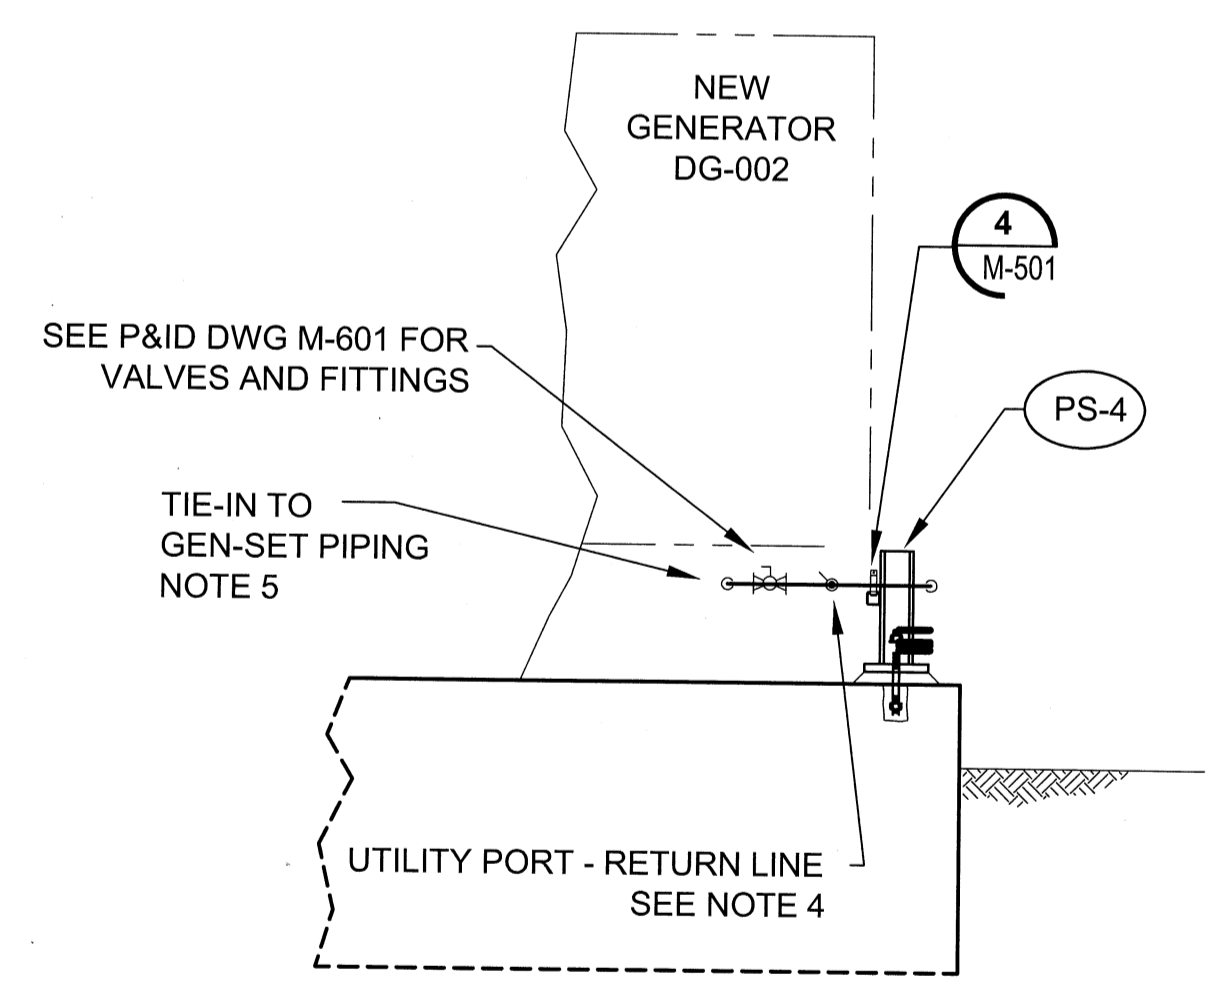 NEW
GENERATOR
DG-002
4
M-501
SEE P&ID DWG M-601 FOR
VALVES AND FITTINGS
PS-4
TIE-IN TO
GEN-SET PIPING
NOTE 5
UTILITY PORT - RETURN LINE
SEE NOTE 4